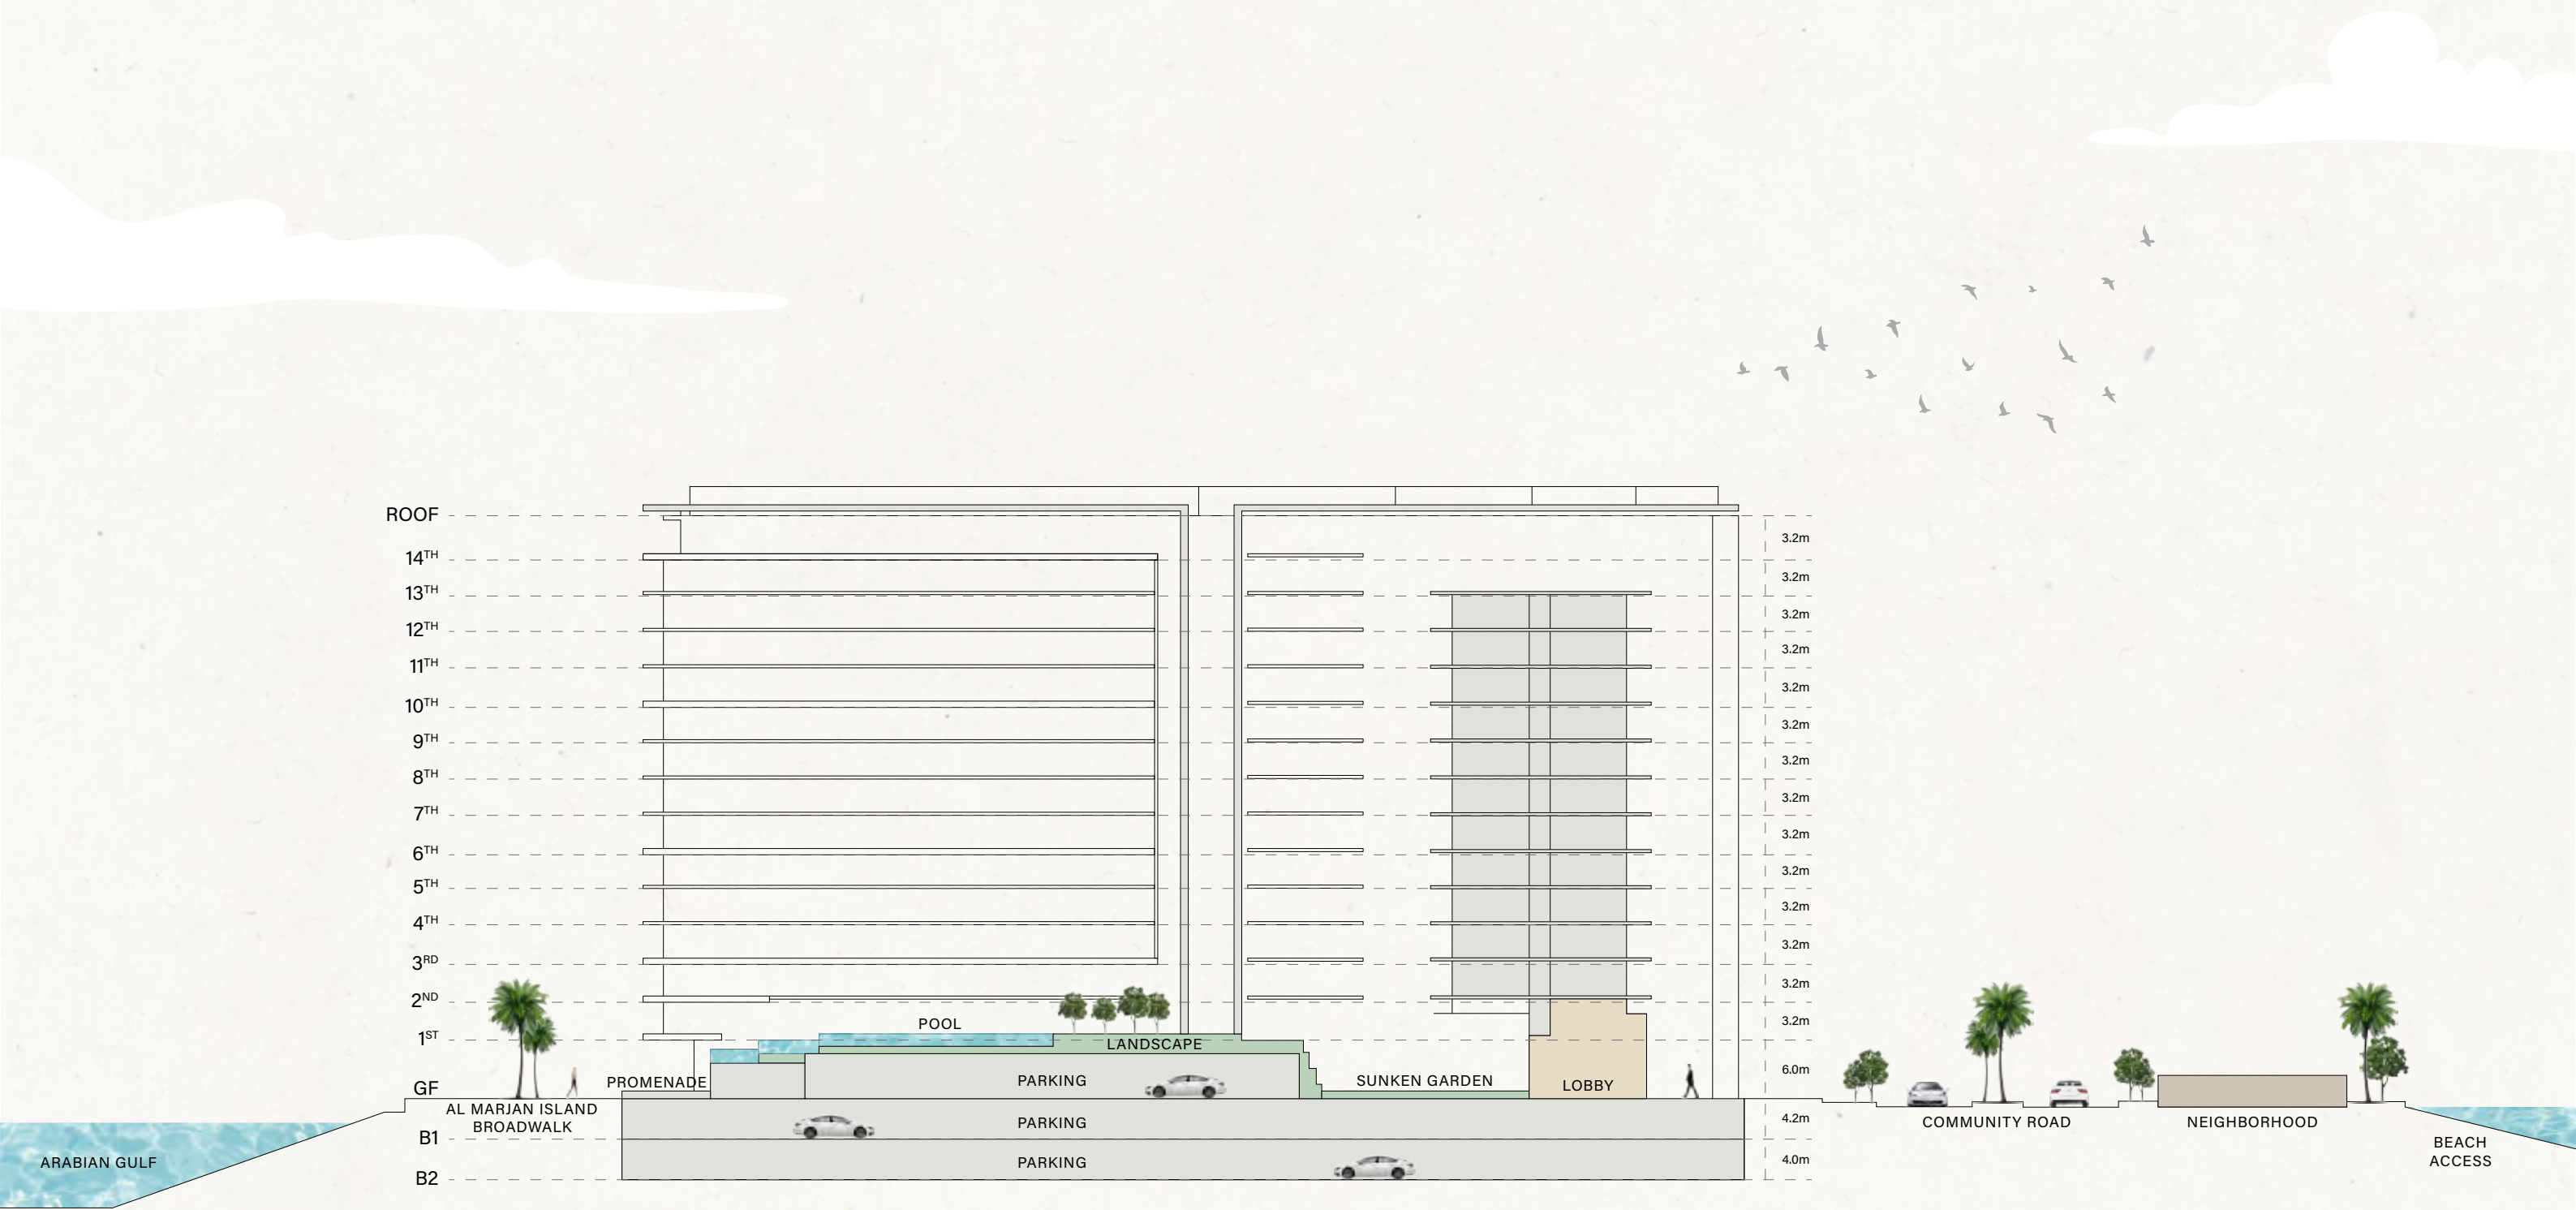 ROOF
14TH
13TH
12TH
11TH
10TH
9TH
8TH
7TH
6TH
5TH
4TH
3RD
2ND
1ST
GF
B1
B2
3.2m
3.2m
3.2m
3.2m
3.2m
3.2m
3.2m
3.2m
3.2m
3.2m
3.2m
3.2m
3.2m
3.2m
6.0m
4.2m
4.0m
POOL
LANDSCAPE
PROMENADE
PARKING
SUNKEN GARDEN
LOBBY
AL MARJAN ISLAND
BROADWALK
PARKING
COMMUNITY ROAD
NEIGHBORHOOD
ARABIAN GULF
PARKING
BEACH
ACCESS